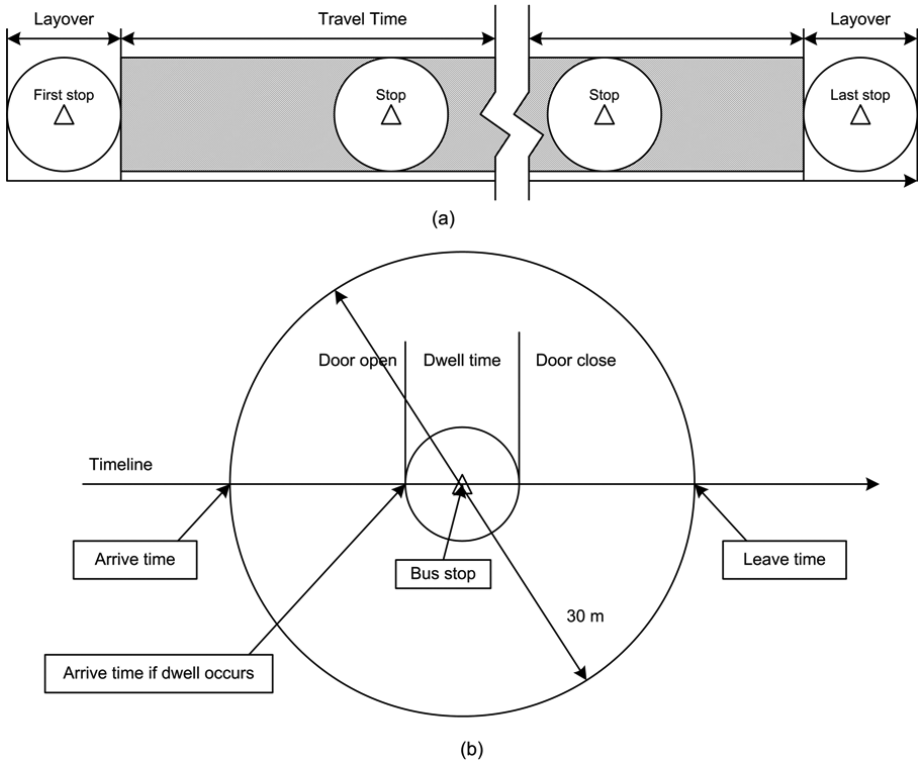 Layover
Travel Time
Layover
First stop
Stop
Stop
Last stop
(a)
Door open
Dwell time
Door close
Timeline
Arrive time
Bus stop
Leave time
30 m
Arrive time if dwell occurs
(b)